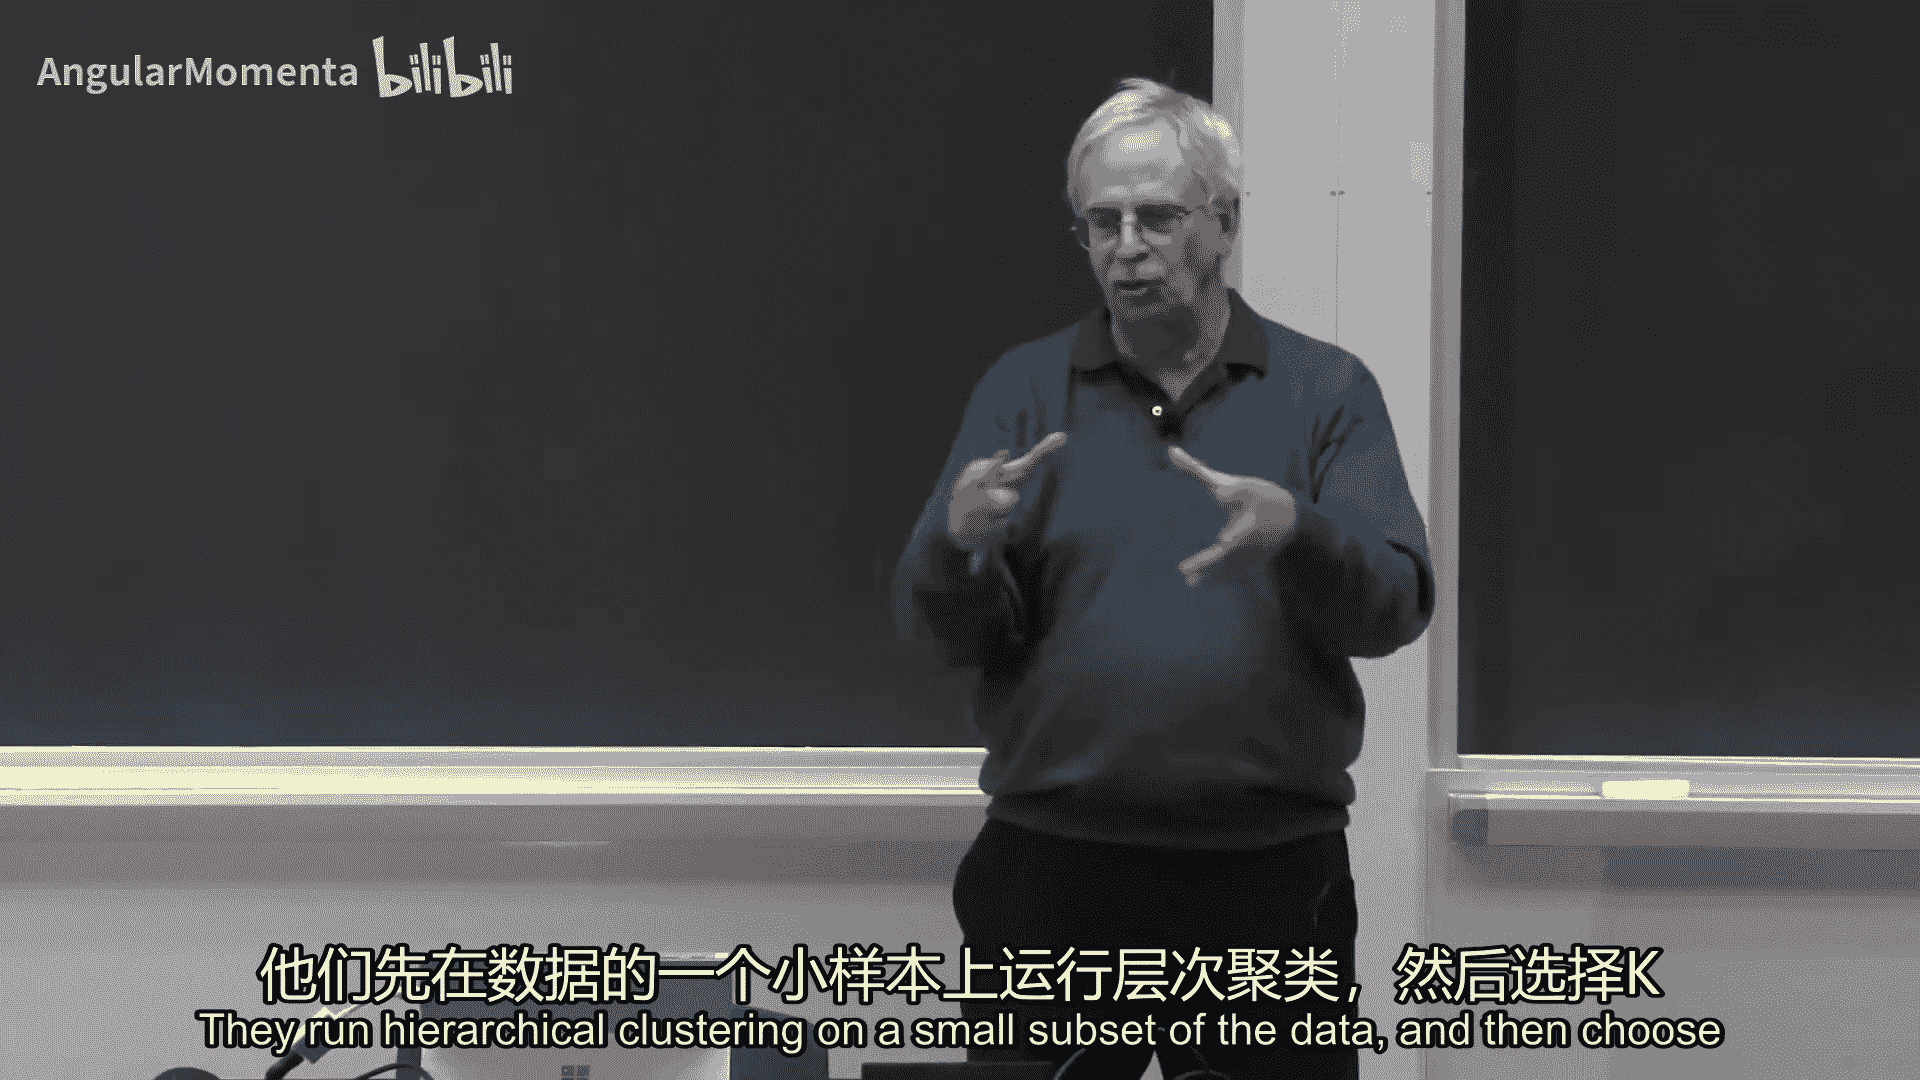 AngularMomenta bilibili
他们先在数据的一个小样本上运行层次聚类，然后选择K
They run hierarchical clustering on a small subset of the data, and then choose